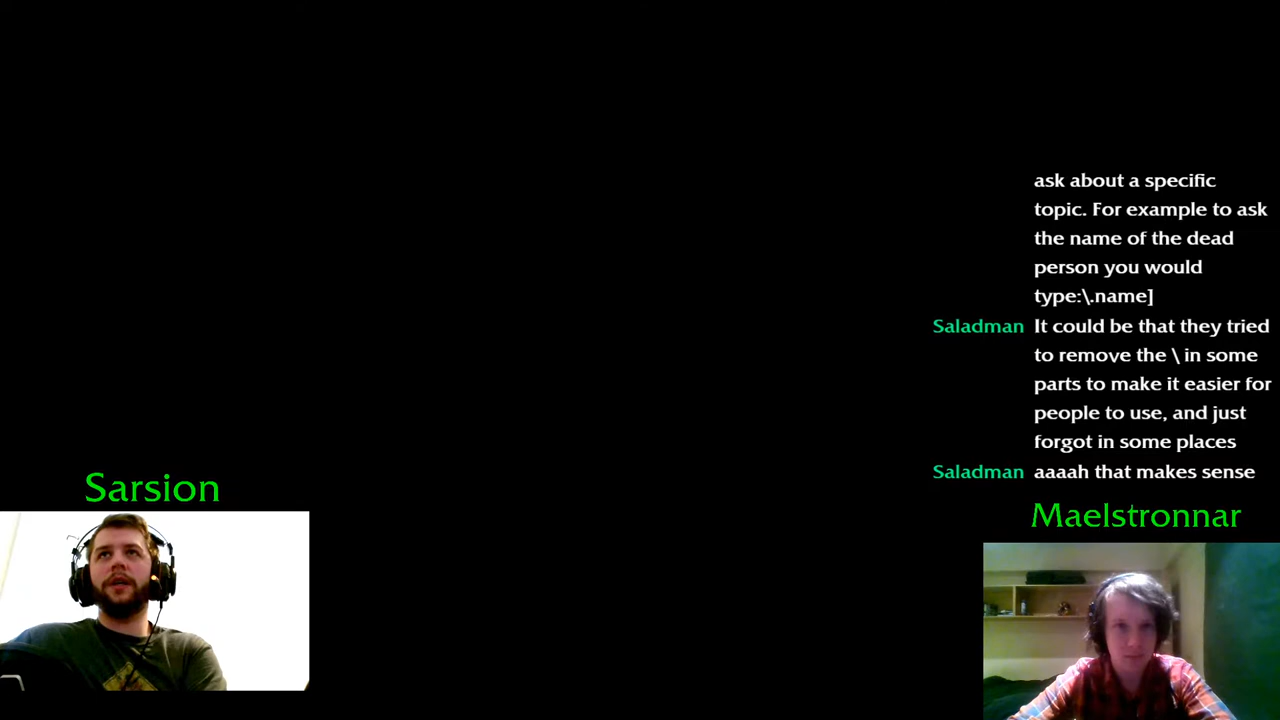 ask about a specific
topic. For example to ask
the name of the dead
person you would
type:\.name]
Saladman It could be that they tried
to remove the \ in some
parts to make it easier for
people to use, and just
forgot in some places
Saladman aaaah that makes sense
Sarsion
Maelstronnar